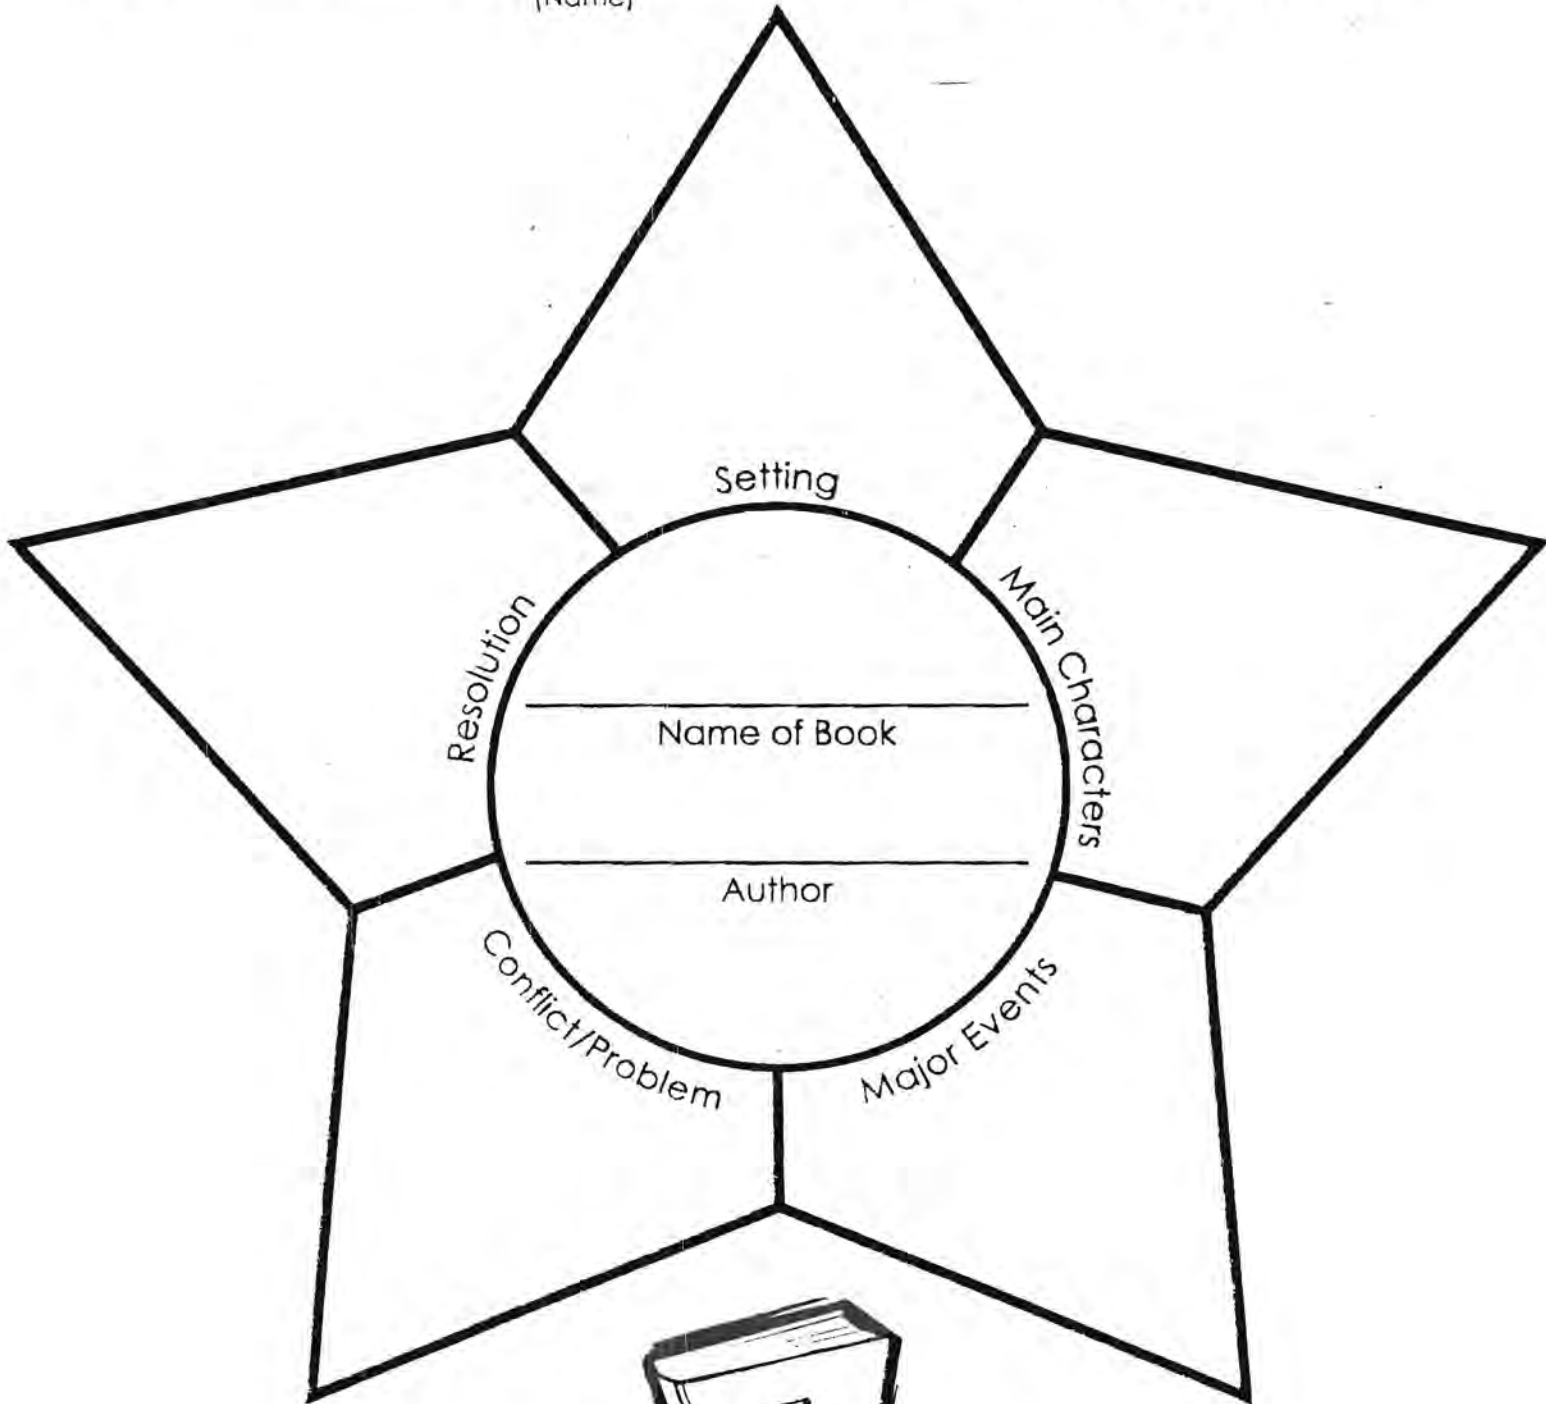 (Name)
Setting
Main Characters
Resolution
Name of Book
Author
Conflict/Problem
Major Events